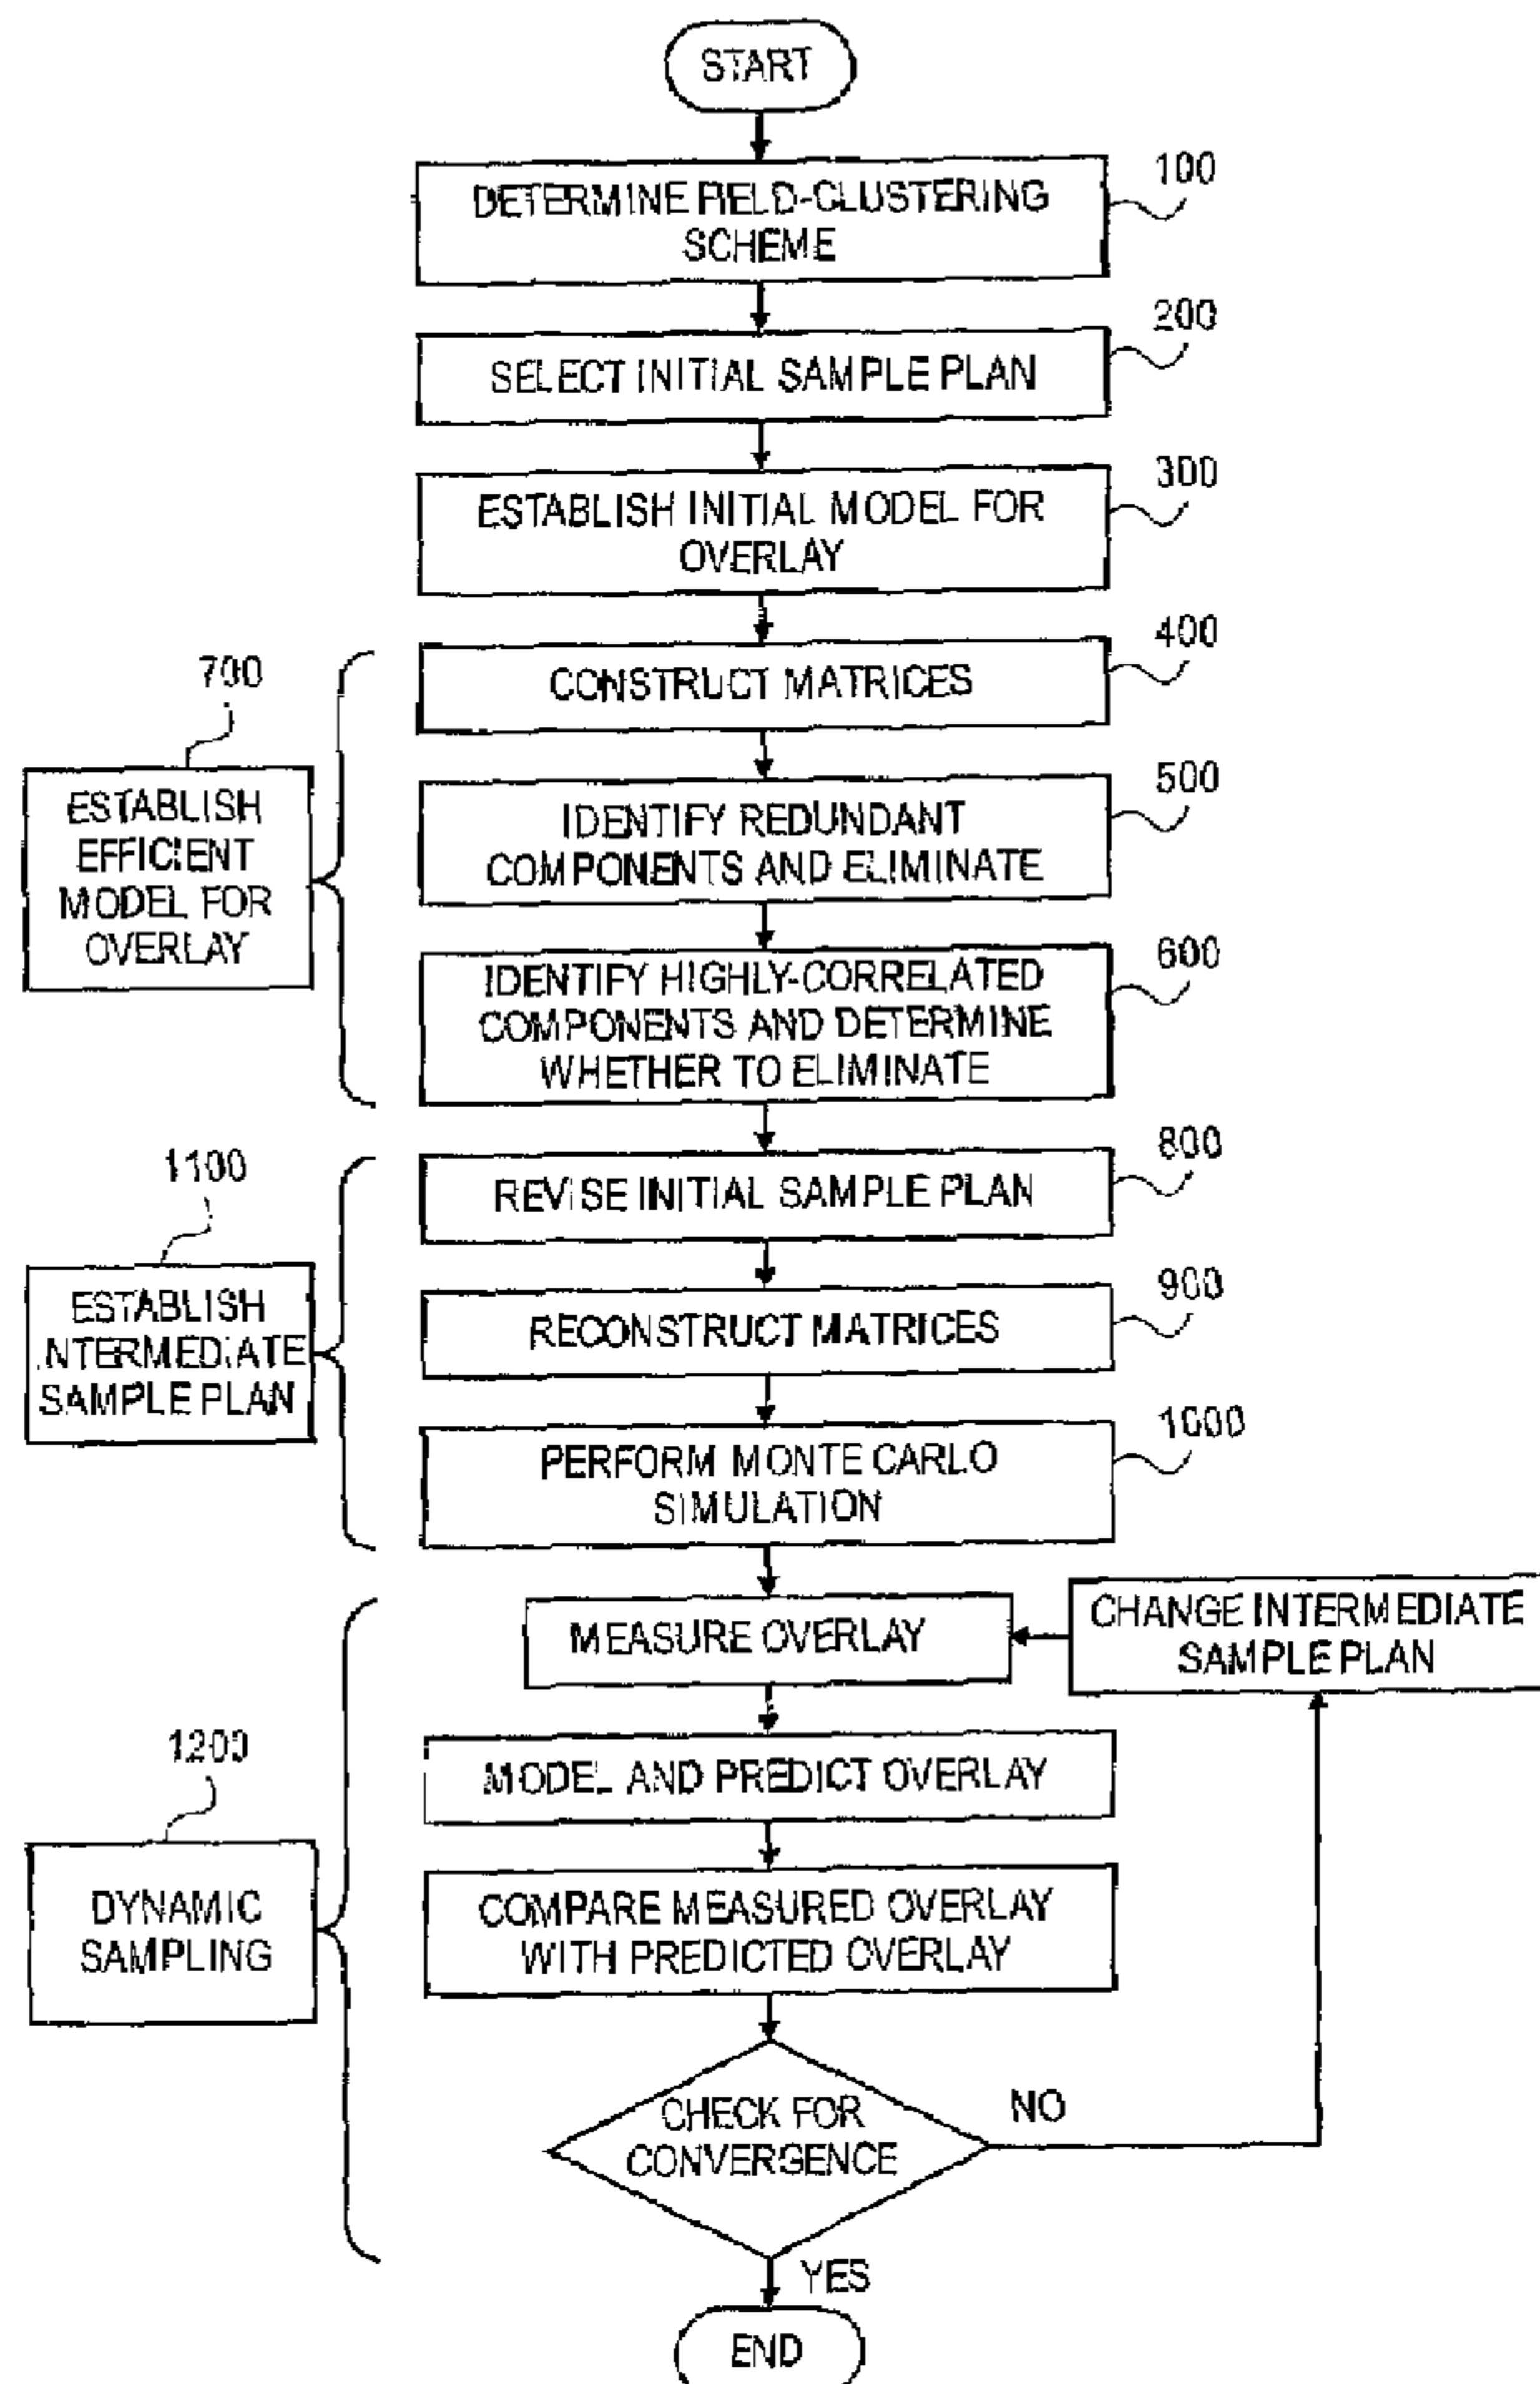 START
100
DETERMINE FIELD-CLUSTERING
SCHEME
200
SELECT INITIAL SAMPLE PLAN
300
ESTABLISH INITIAL MODEL FOR
OVERLAY
400
CONSTRUCT MATRICES
700
ESTABLISH
EFFICIENT
MODEL FOR
OVERLAY
500
IDENTIFY REDUNDANT
COMPONENTS AND ELIMINATE
600
IDENTIFY HIGHLY-CORRELATED
COMPONENTS AND DETERMINE
WHETHER TO ELIMINATE
800
REVISE INITIAL SAMPLE PLAN
1100
ESTABLISH
INTERMEDIATE
SAMPLE PLAN
900
RECONSTRUCT MATRICES
1000
PERFORM MONTE CARLO
SIMULATION
MEASURE OVERLAY
CHANGE INTERMEDIATE
SAMPLE PLAN
MODEL AND PREDICT OVERLAY
1200
DYNAMIC
SAMPLING
COMPARE MEASURED OVERLAY
WITH PREDICTED OVERLAY
CHECK FOR
CONVERGENCE
NO
YES
END